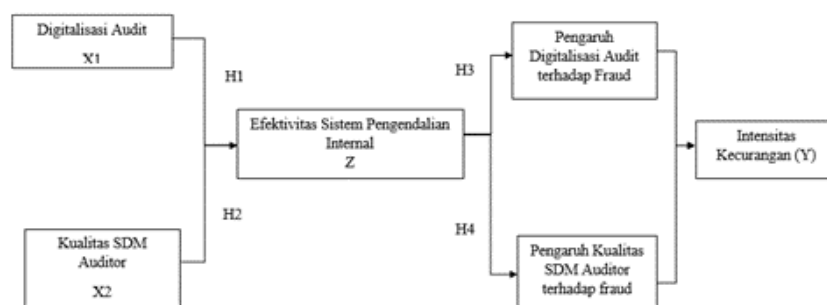 Digitalisasi Audit
X1
H1
Efektivitas Sistem Pengendalian
Internal
Z
H2
Kualitas SDM
Auditor
X2
H3
Pengaruh
Digitalisasi Audit
terhadap Fraud
H4
Pengaruh Kualitas
SDM Auditor
terhadap fraud
Intensitas
Kecurangan (Y)